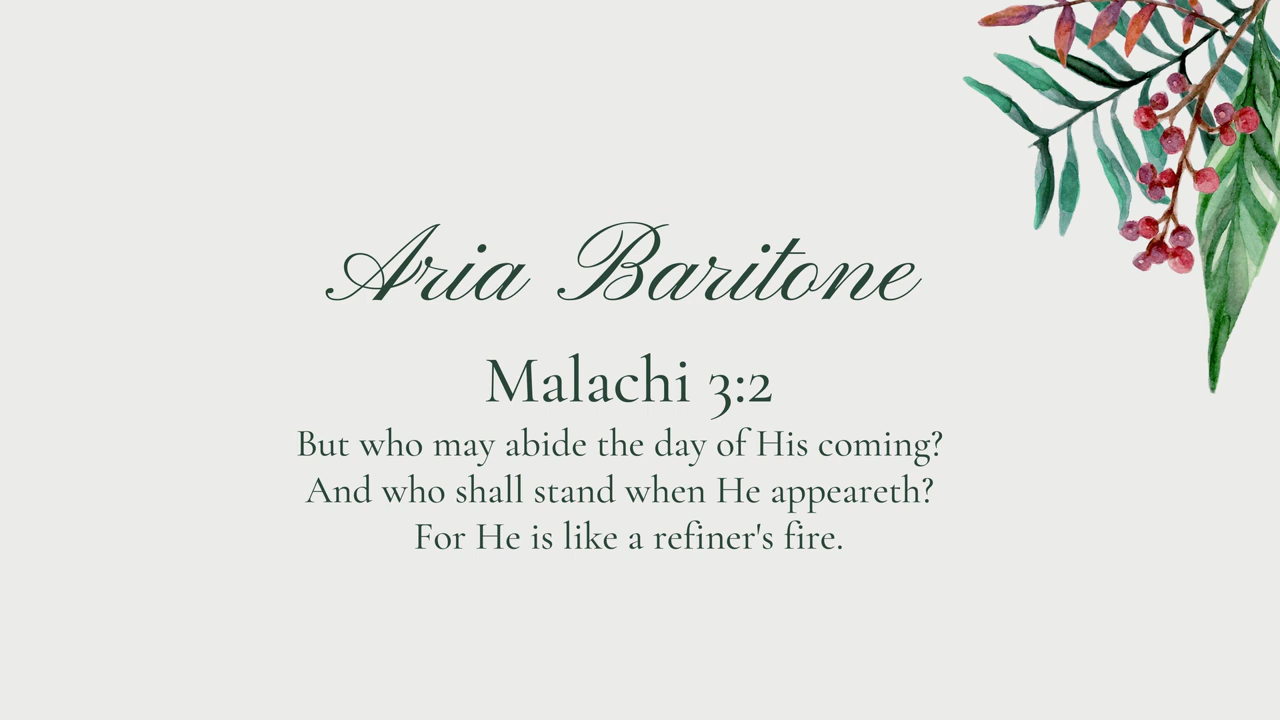 Aria Baritone
Malachi 3:2
But who may abide the day of His coming?
And who shall stand when He appeareth?
For He is like a refiner's fire.